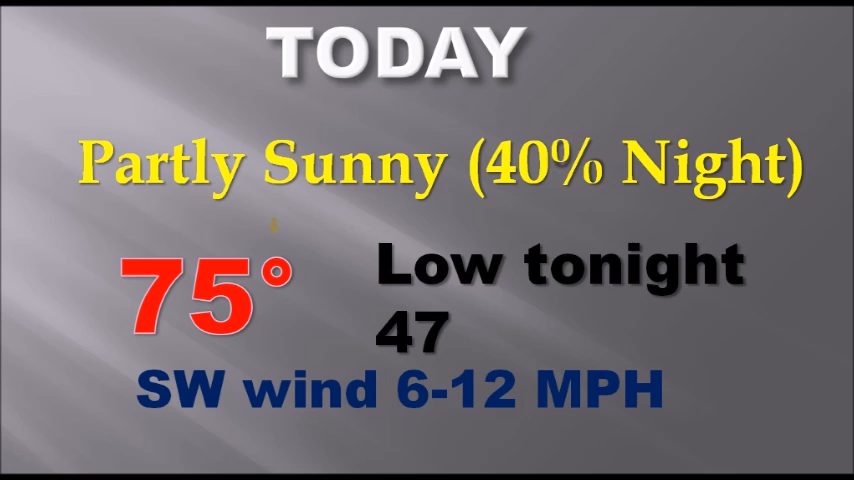 TODAY
Partly Sunny (40% Night)
75°
Low tonight
47
SW wind 6-12 MPH